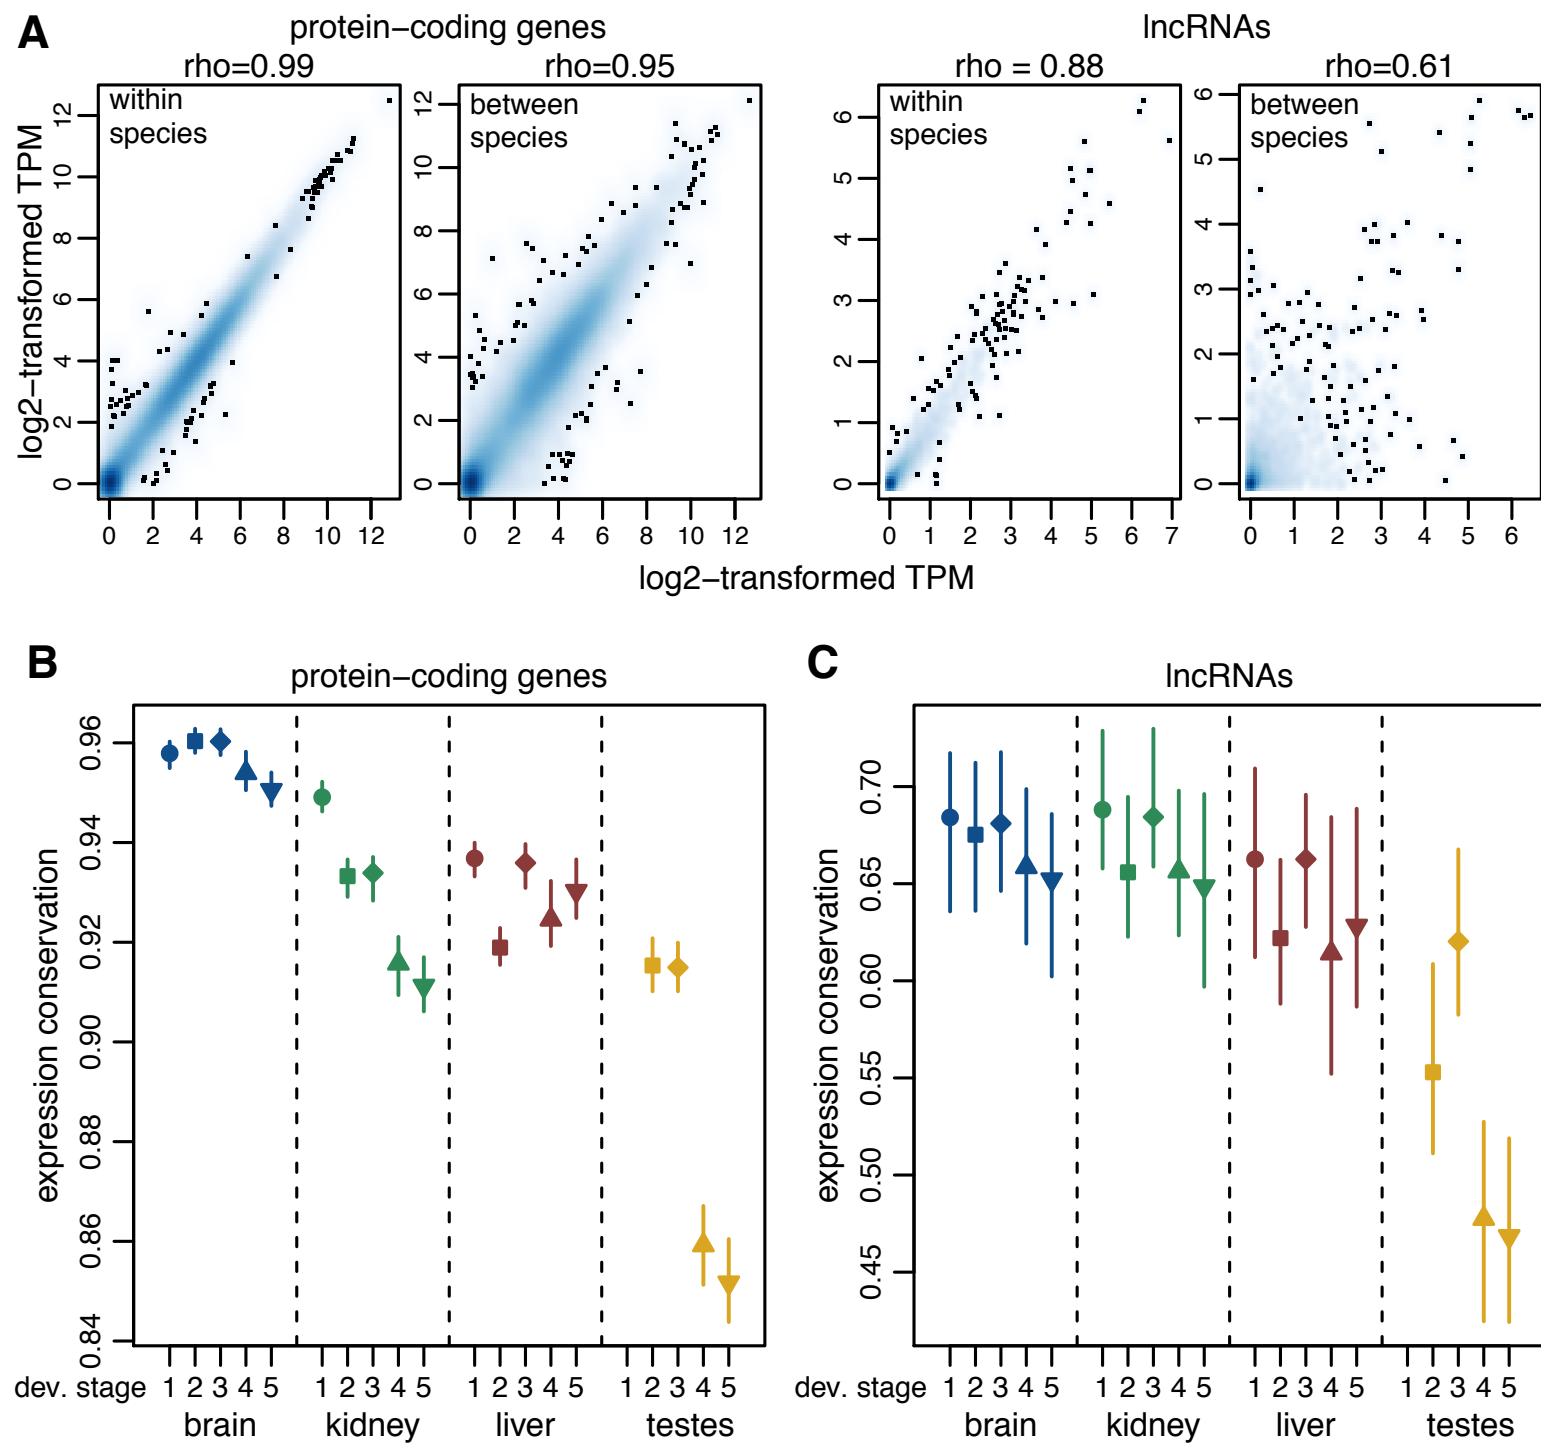 A
protein−coding genes
lncRNAs
rho=0.99
rho=0.95
rho = 0.88
rho=0.61
within
species
between
species
within
species
between
species
log2−transformed TPM
0 2 4 6 8 10 12
0 2 4 6 8 10 12
0 1 2 3 4 5 6
0 1 2 3 4 5 6
0 2 4 6 8 10 12
0 2 4 6 8 10 12
0 1 2 3 4 5 6 7
0 1 2 3 4 5 6
log2−transformed TPM
B
protein−coding genes
expression conservation
0.84 0.86 0.88 0.90 0.92 0.94 0.96
dev. stage 1 2 3 4 5 1 2 3 4 5 1 2 3 4 5 1 2 3 4 5
brain kidney liver testes
C
lncRNAs
expression conservation
0.45 0.50 0.55 0.60 0.65 0.70
dev. stage 1 2 3 4 5 1 2 3 4 5 1 2 3 4 5 1 2 3 4 5
brain kidney liver testes